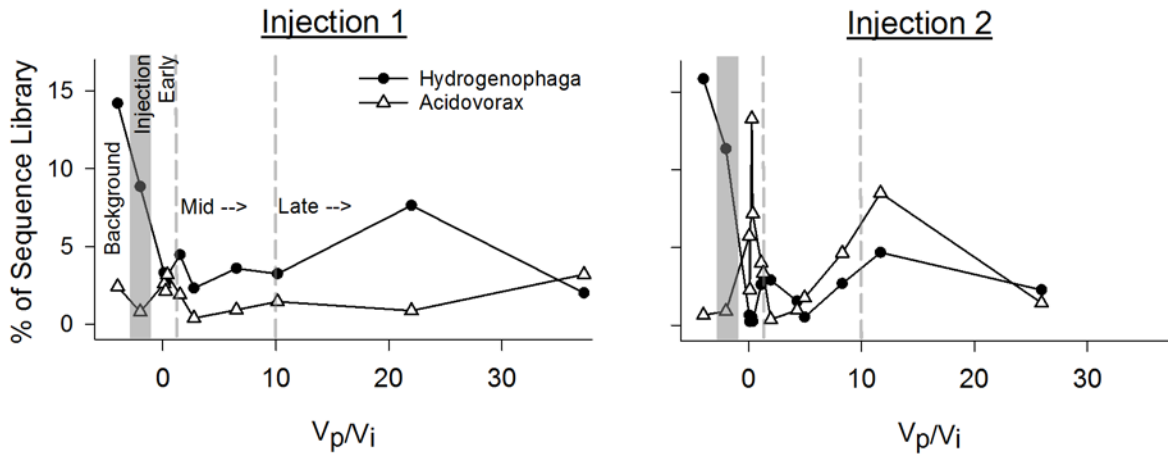 Injection 1
Injection 2
% of Sequence Library
15
10
5
0
Background
Injection
Early
Mid -->
Late -->
Hydrogenophaga
Acidovorax
0
10
20
30
0
10
20
30
Vp/Vi
Vp/Vi